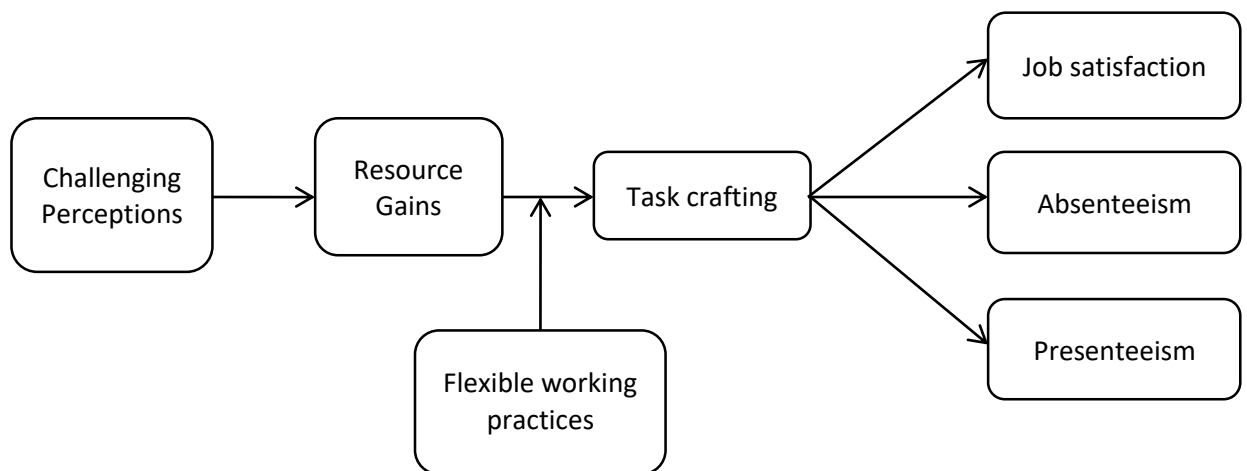 Challenging
Perceptions
Resource
Gains
Task crafting
Job satisfaction
Absenteeism
Presenteeism
Flexible working
practices